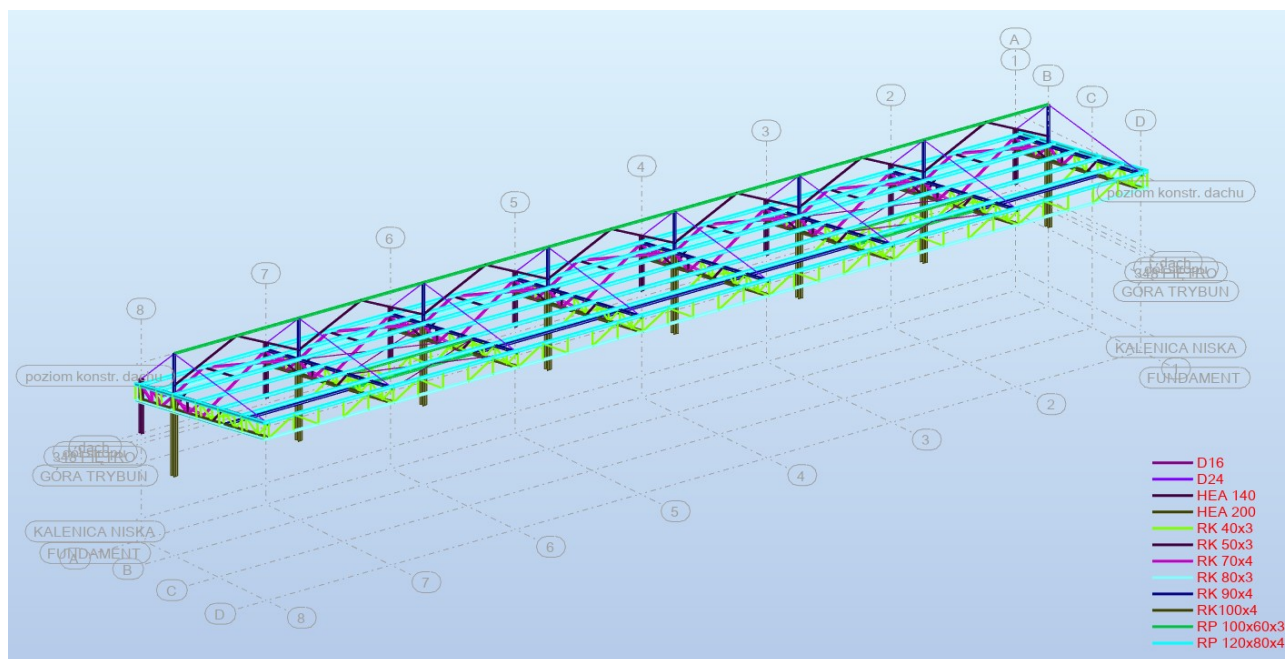 A
1
B
2
C
D
3
4
5
6
7
8
poziom konstr. dachu
poziom konstr. dachu
dach
GÓRA TRYBUN
dach
GÓRA TRYBUN
KALENICA NISKA
1
FUNDAMENT
2
3
4
5
6
7
8
KALENICA NISKA
FUNDAMENT
A
B
C
D
D16
D24
HEA 140
HEA 200
RK 40x3
RK 50x3
RK 70x4
RK 80x3
RK 90x4
RK100x4
RP 100x60x3
RP 120x80x4